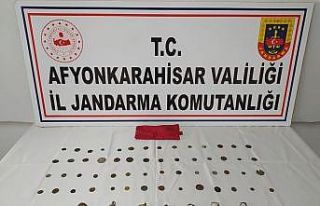 T.C.
AFYONKARAHİSAR VALİLİĞİ
İL JANDARMA KOMUTANLIĞI